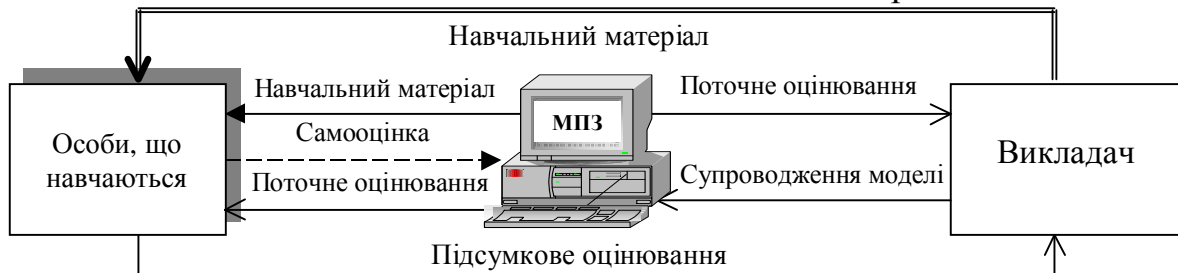 Навчальний матеріал
Навчальний матеріал
Поточне оцінювання
МПЗ
Самооцінка
Особи, що
навчаються
Викладач
Поточне оцінювання
Супроводження моделі
Підсумкове оцінювання